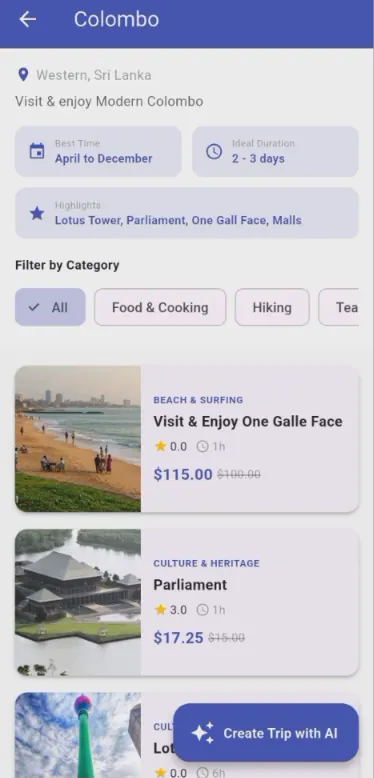 Colombo
Western, Sri Lanka
Visit & enjoy Modern Colombo
Best Time
April to December
Ideal Duration
2 - 3 days
Highlights
Lotus Tower, Parliament, One Gall Face, Malls
Filter by Category
All
Food & Cooking
Hiking
Tea
BEACH & SURFING
Visit & Enjoy One Galle Face
0.0 1h
$115.00 $100.00
CULTURE & HERITAGE
Parliament
3.0 1h
$17.25 $15.00
CUL
Lot
Create Trip with AI
0.0 6h